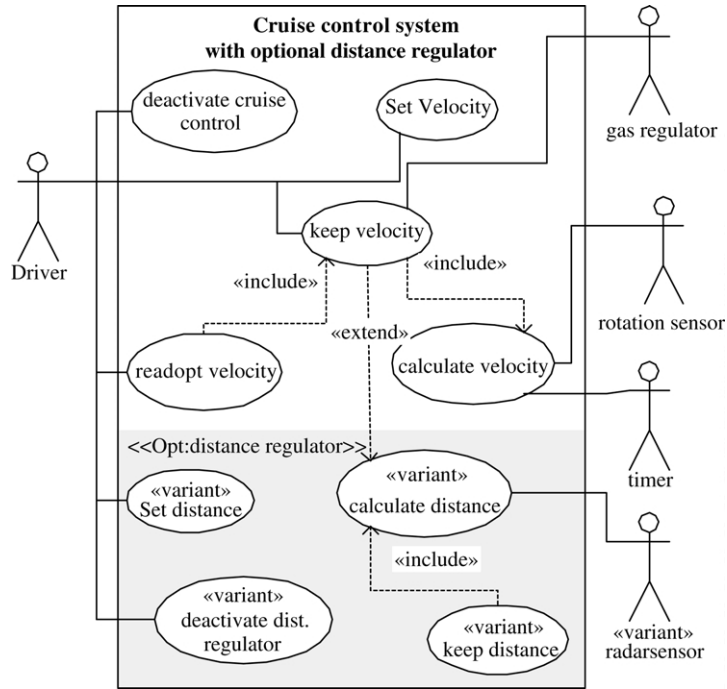 Cruise control system
with optional distance regulator
deactivate cruise
control
Set Velocity
gas regulator
keep velocity
Driver
«include»
«include»
rotation sensor
«extend»
readopt velocity
calculate velocity
<<Opt:distance regulator>>
timer
«variant»
Set distance
«variant»
calculate distance
«include»
«variant»
deactivate dist.
regulator
«variant»
keep distance
«variant»
radarsensor